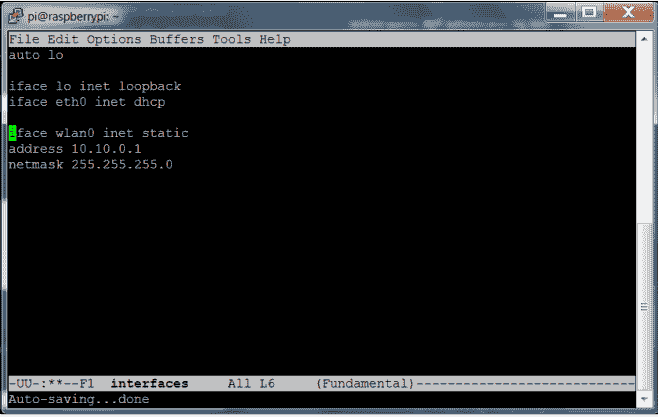 pi@raspberrypi: ~
File Edit Options Buffers Tools Help
auto lo
iface lo inet loopback
iface eth0 inet dhcp
iface wlan0 inet static
address 10.10.0.1
netmask 255.255.255.0
-UU-:**--F1  interfaces     All L6     (Fundamental)----------------------------
Auto-saving...done